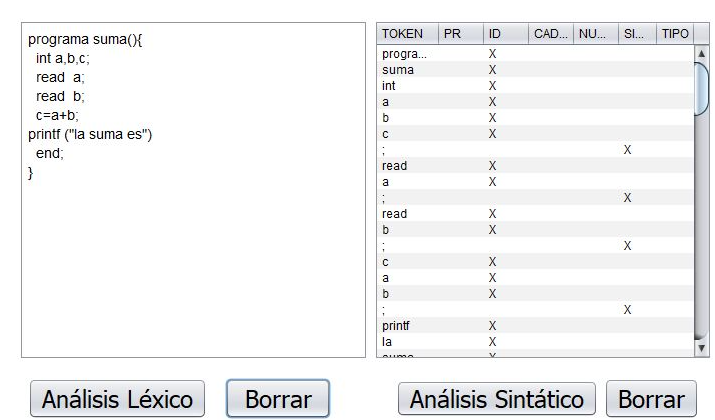 programa suma(){
int a,b,c;
read  a;
read  b;
c=a+b;
printf ("la suma es")
end;
}
TOKEN PR ID CAD... NU... SI... TIPO
progra... X
suma X
int X
a X
b X
c X
; X
read X
a X
; X
read X
b X
; X
c X
a X
b X
; X
printf X
la X
suma X
Análisis Léxico Borrar Análisis Sintático Borrar